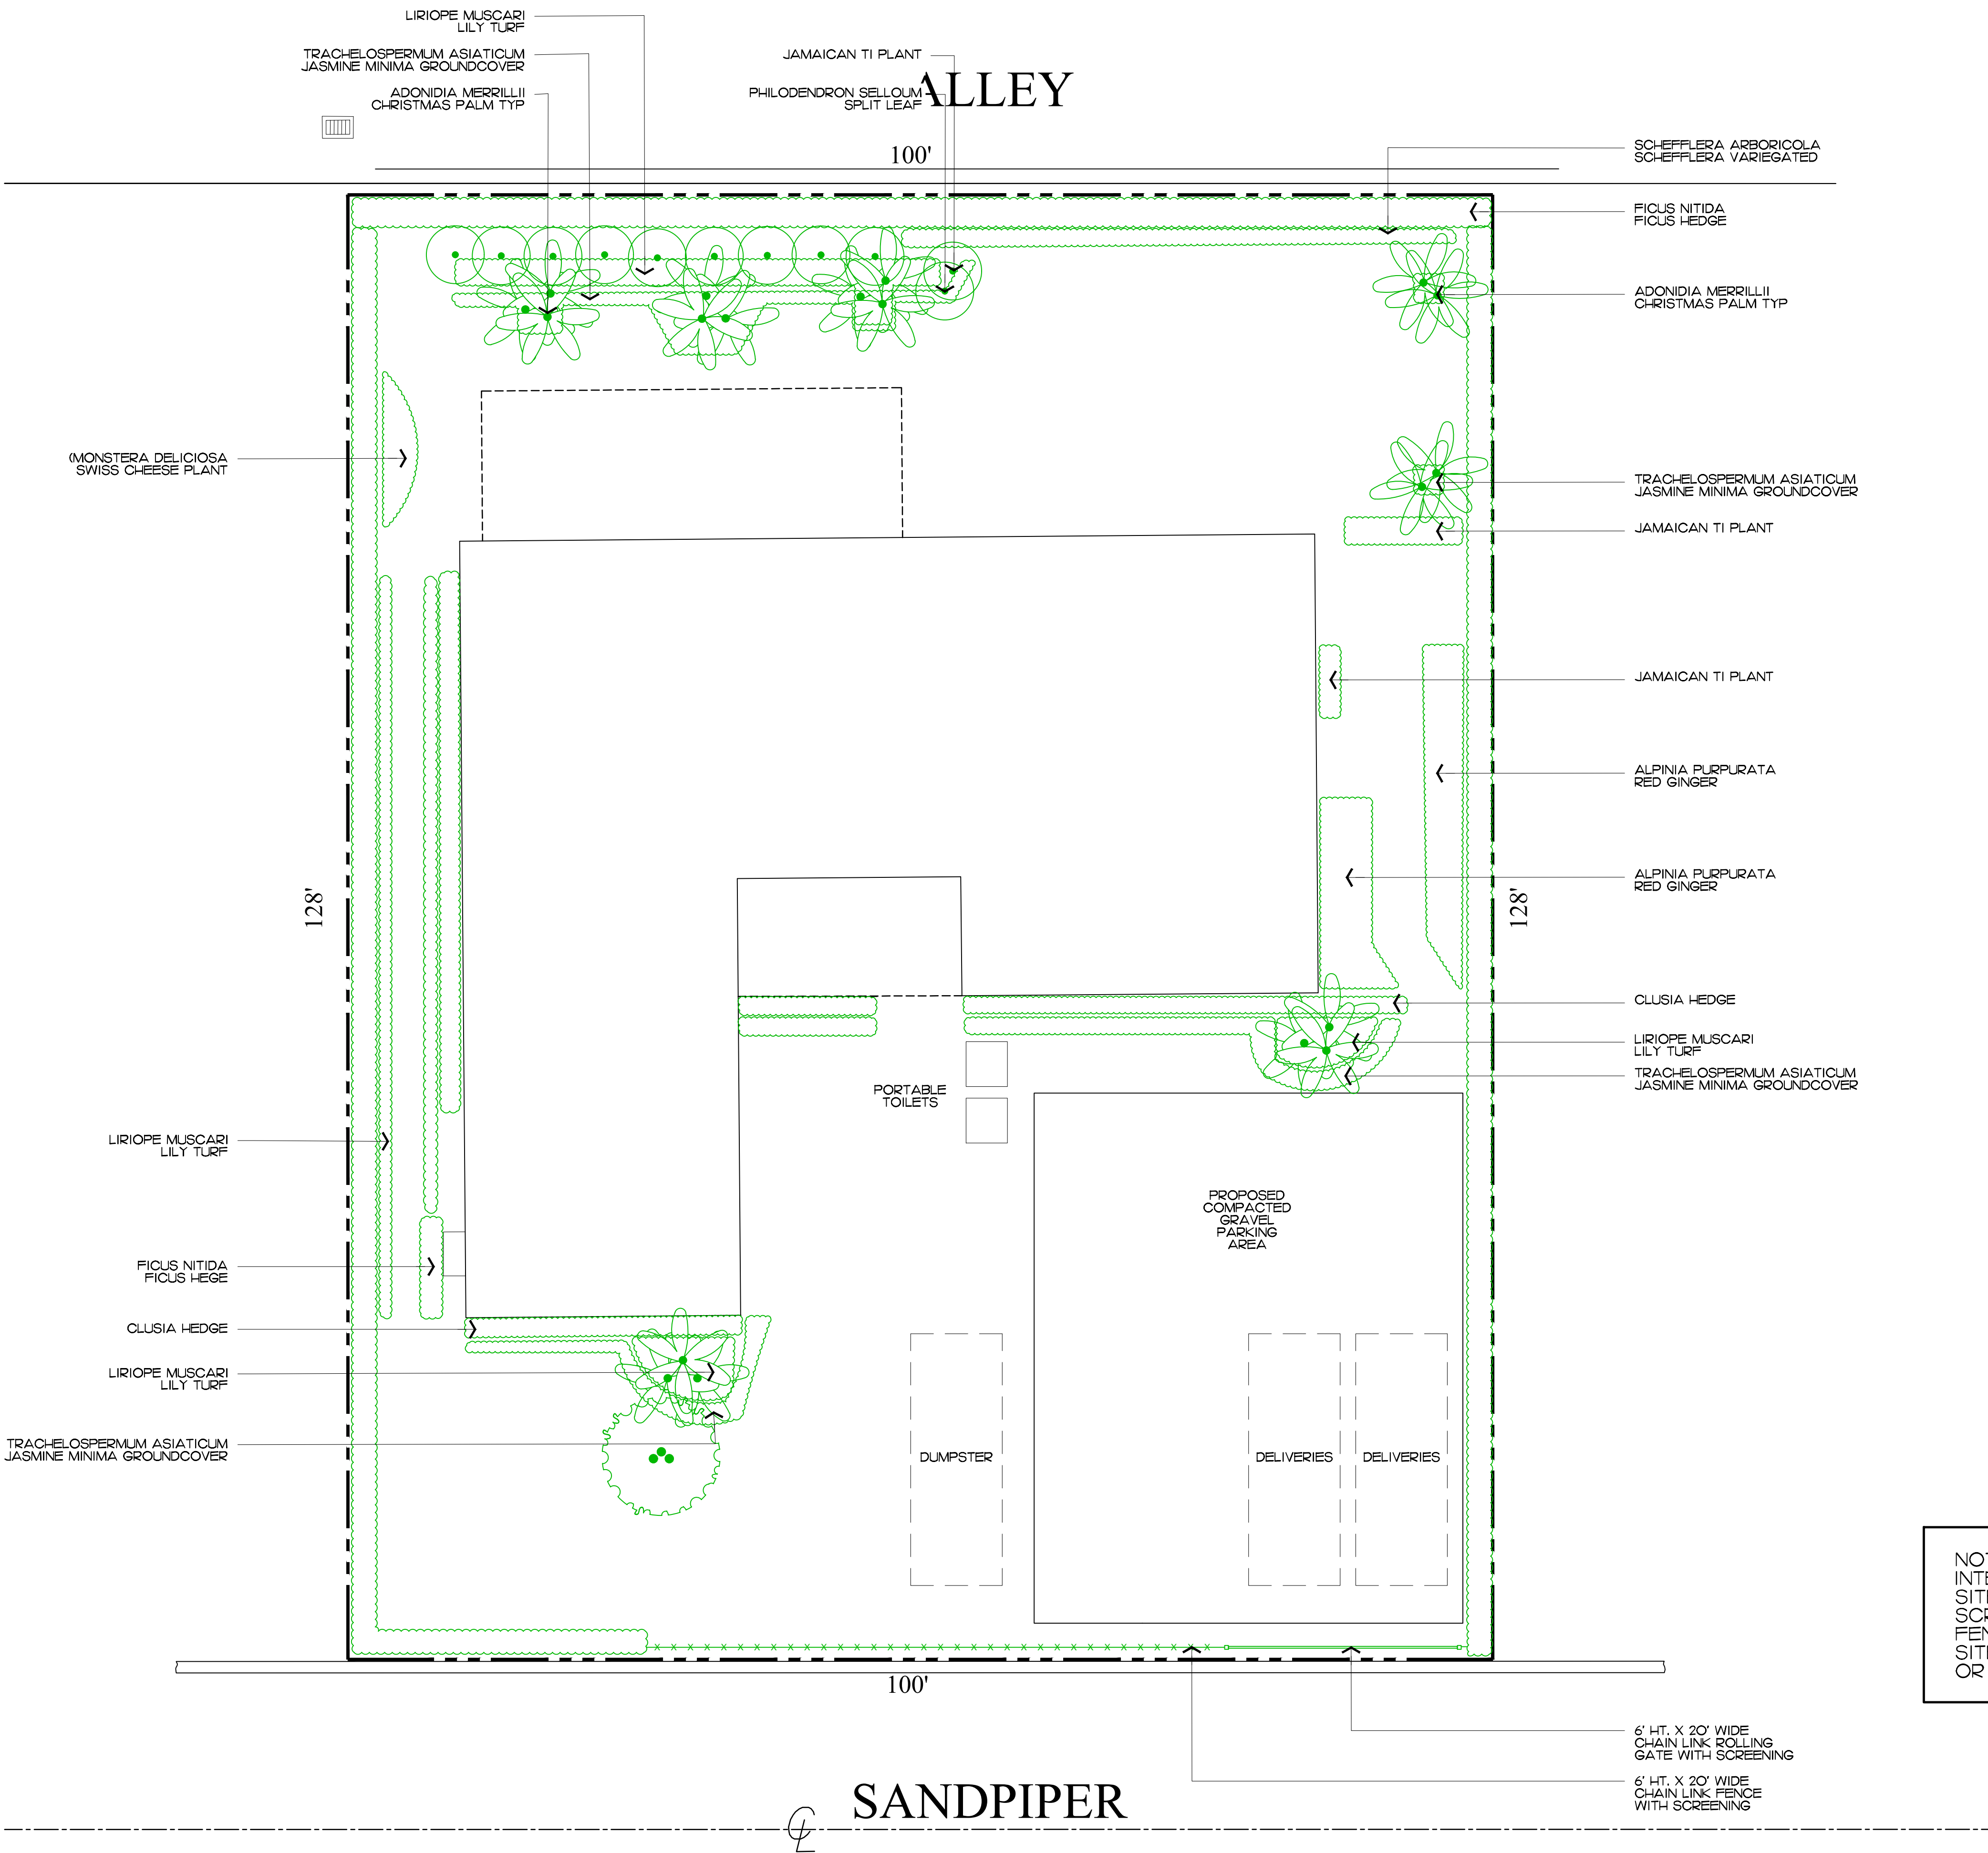 LIRIOPE MUSCARI
LILY TURF
TRACHELOSPERMUM ASIATICUM
JASMINE MINIMA GROUNDCOVER
ADONIDIA MERRILLII
CHRISTMAS PALM TYP
JAMAICAN TI PLANT
PHILODENDRON SELLOUM
SPLIT LEAF
ALLEY
100'
SCHEFFLERA ARBORICOLA
SCHEFFLERA VARIEGATED
FICUS NITIDA
FICUS HEDGE
ADONIDIA MERRILLII
CHRISTMAS PALM TYP
(MONSTERA DELICIOSA
SWISS CHEESE PLANT
TRACHELOSPERMUM ASIATICUM
JASMINE MINIMA GROUNDCOVER
JAMAICAN TI PLANT
JAMAICAN TI PLANT
ALPINIA PURPURATA
RED GINGER
ALPINIA PURPURATA
RED GINGER
128'
128'
CLUSIA HEDGE
LIRIOPE MUSCARI
LILY TURF
TRACHELOSPERMUM ASIATICUM
JASMINE MINIMA GROUNDCOVER
PORTABLE
TOILETS
LIRIOPE MUSCARI
LILY TURF
PROPOSED
COMPACTED
GRAVEL
PARKING
AREA
FICUS NITIDA
FICUS HEGE
CLUSIA HEDGE
LIRIOPE MUSCARI
LILY TURF
TRACHELOSPERMUM ASIATICUM
JASMINE MINIMA GROUNDCOVER
DUMPSTER
DELIVERIES
DELIVERIES
100'
6' HT. X 20' WIDE
CHAIN LINK ROLLING
GATE WITH SCREENING
6' HT. X 20' WIDE
CHAIN LINK FENCE
WITH SCREENING
SANDPIPER
OR